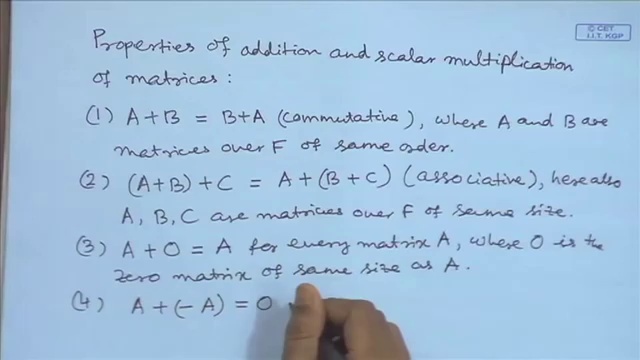 © CET
I.I.T. KGP
Properties of addition and scalar multiplication
of matrices :
(1) A+B = B+A (commutative), where A and B are
matrices over F of same order.
(2) (A+B)+C = A+(B+C) (associative), here also
A, B, C are matrices over F of same size.
(3) A + O = A for every matrix A, where O is the
zero matrix of same size as A.
(4) A + (-A) = O